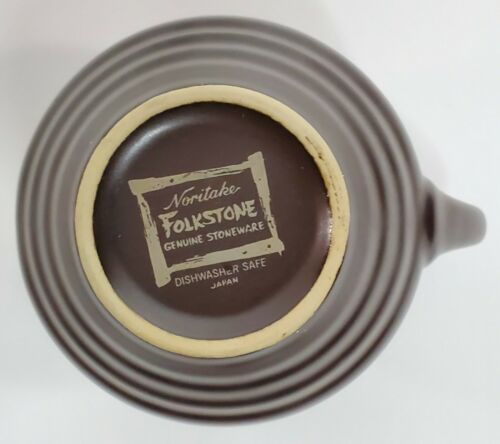 Noritake
FOLKSTONE
GENUINE STONEWARE
DISHWASHER SAFE
JAPAN